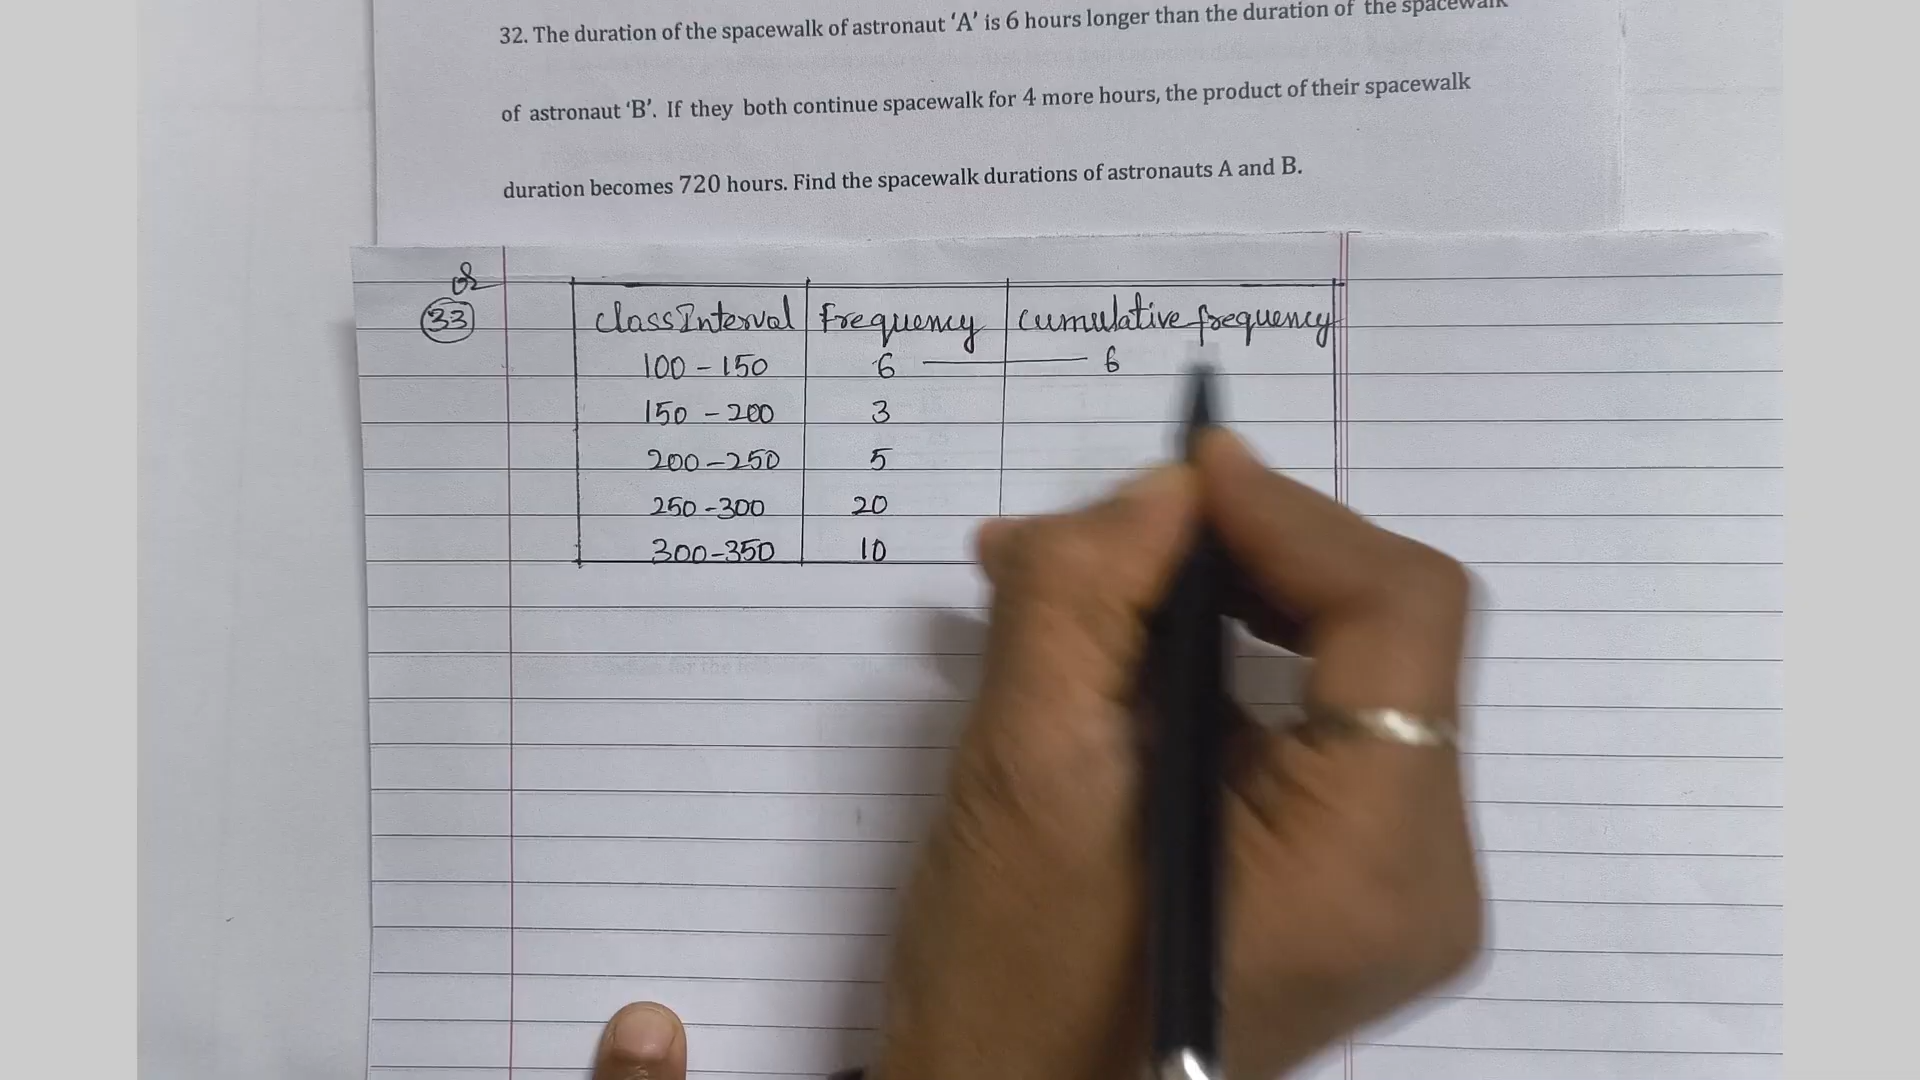 32. The duration of the spacewalk of astronaut ‘A’ is 6 hours longer than the duration of the spacewalk
of astronaut ‘B’. If they both continue spacewalk for 4 more hours, the product of their spacewalk
duration becomes 720 hours. Find the spacewalk durations of astronauts A and B.
33
class Interval frequency cumulative frequency
100 - 150 6 6
150 - 200 3
200 - 250 5
250 - 300 20
300 - 350 10